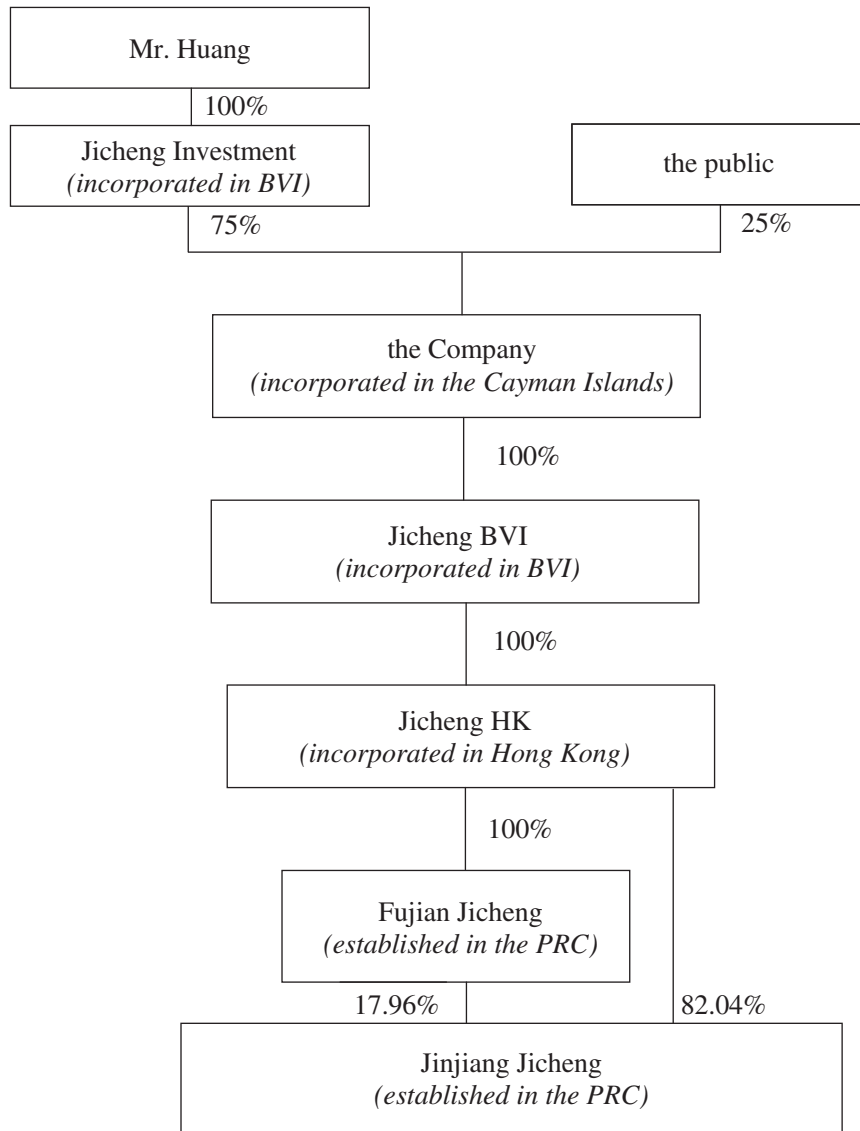 Mr. Huang
100%
Jicheng Investment
(incorporated in BVI)
the public
75%
25%
the Company
(incorporated in the Cayman Islands)
100%
Jicheng BVI
(incorporated in BVI)
100%
Jicheng HK
(incorporated in Hong Kong)
100%
Fujian Jicheng
(established in the PRC)
17.96%
82.04%
Jinjiang Jicheng
(established in the PRC)